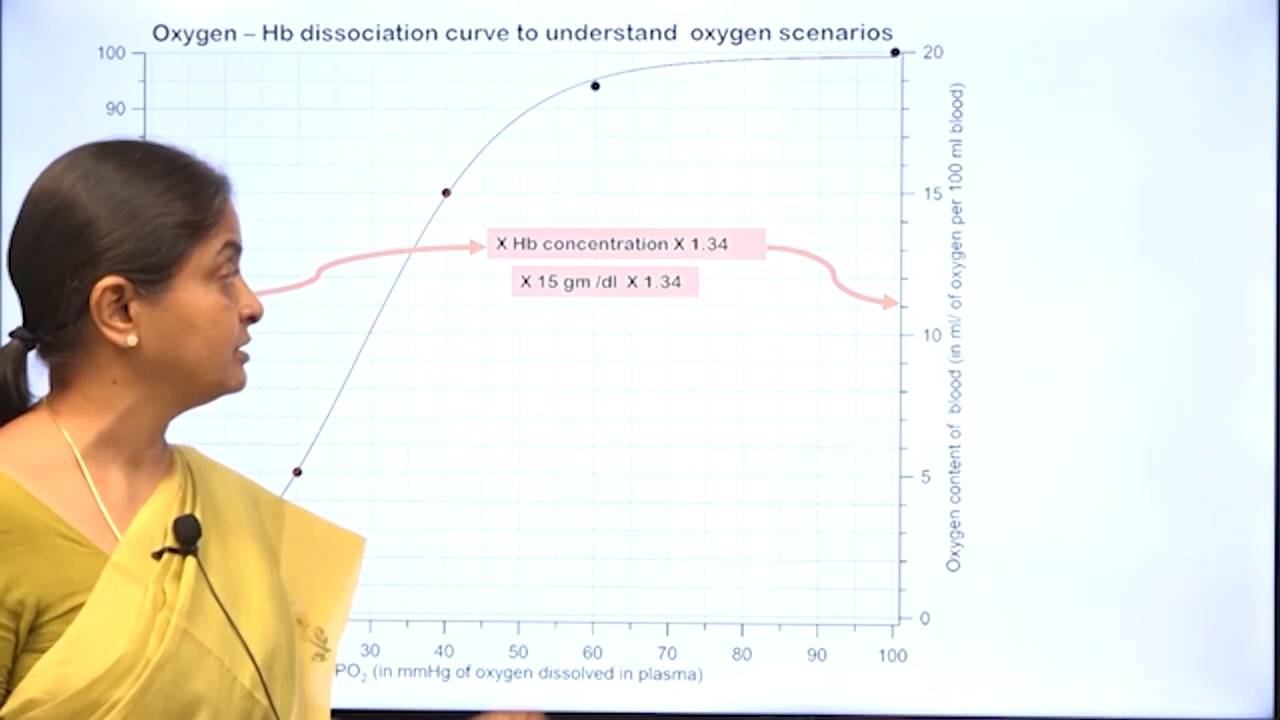 Oxygen – Hb dissociation curve to understand oxygen scenarios
100
90
20
15
10
5
0
X Hb concentration X 1.34
X 15 gm /dl X 1.34
Oxygen content of blood (in ml/ of oxygen per 100 ml blood)
30 40 50 60 70 80 90 100
PO₂ (in mmHg of oxygen dissolved in plasma)